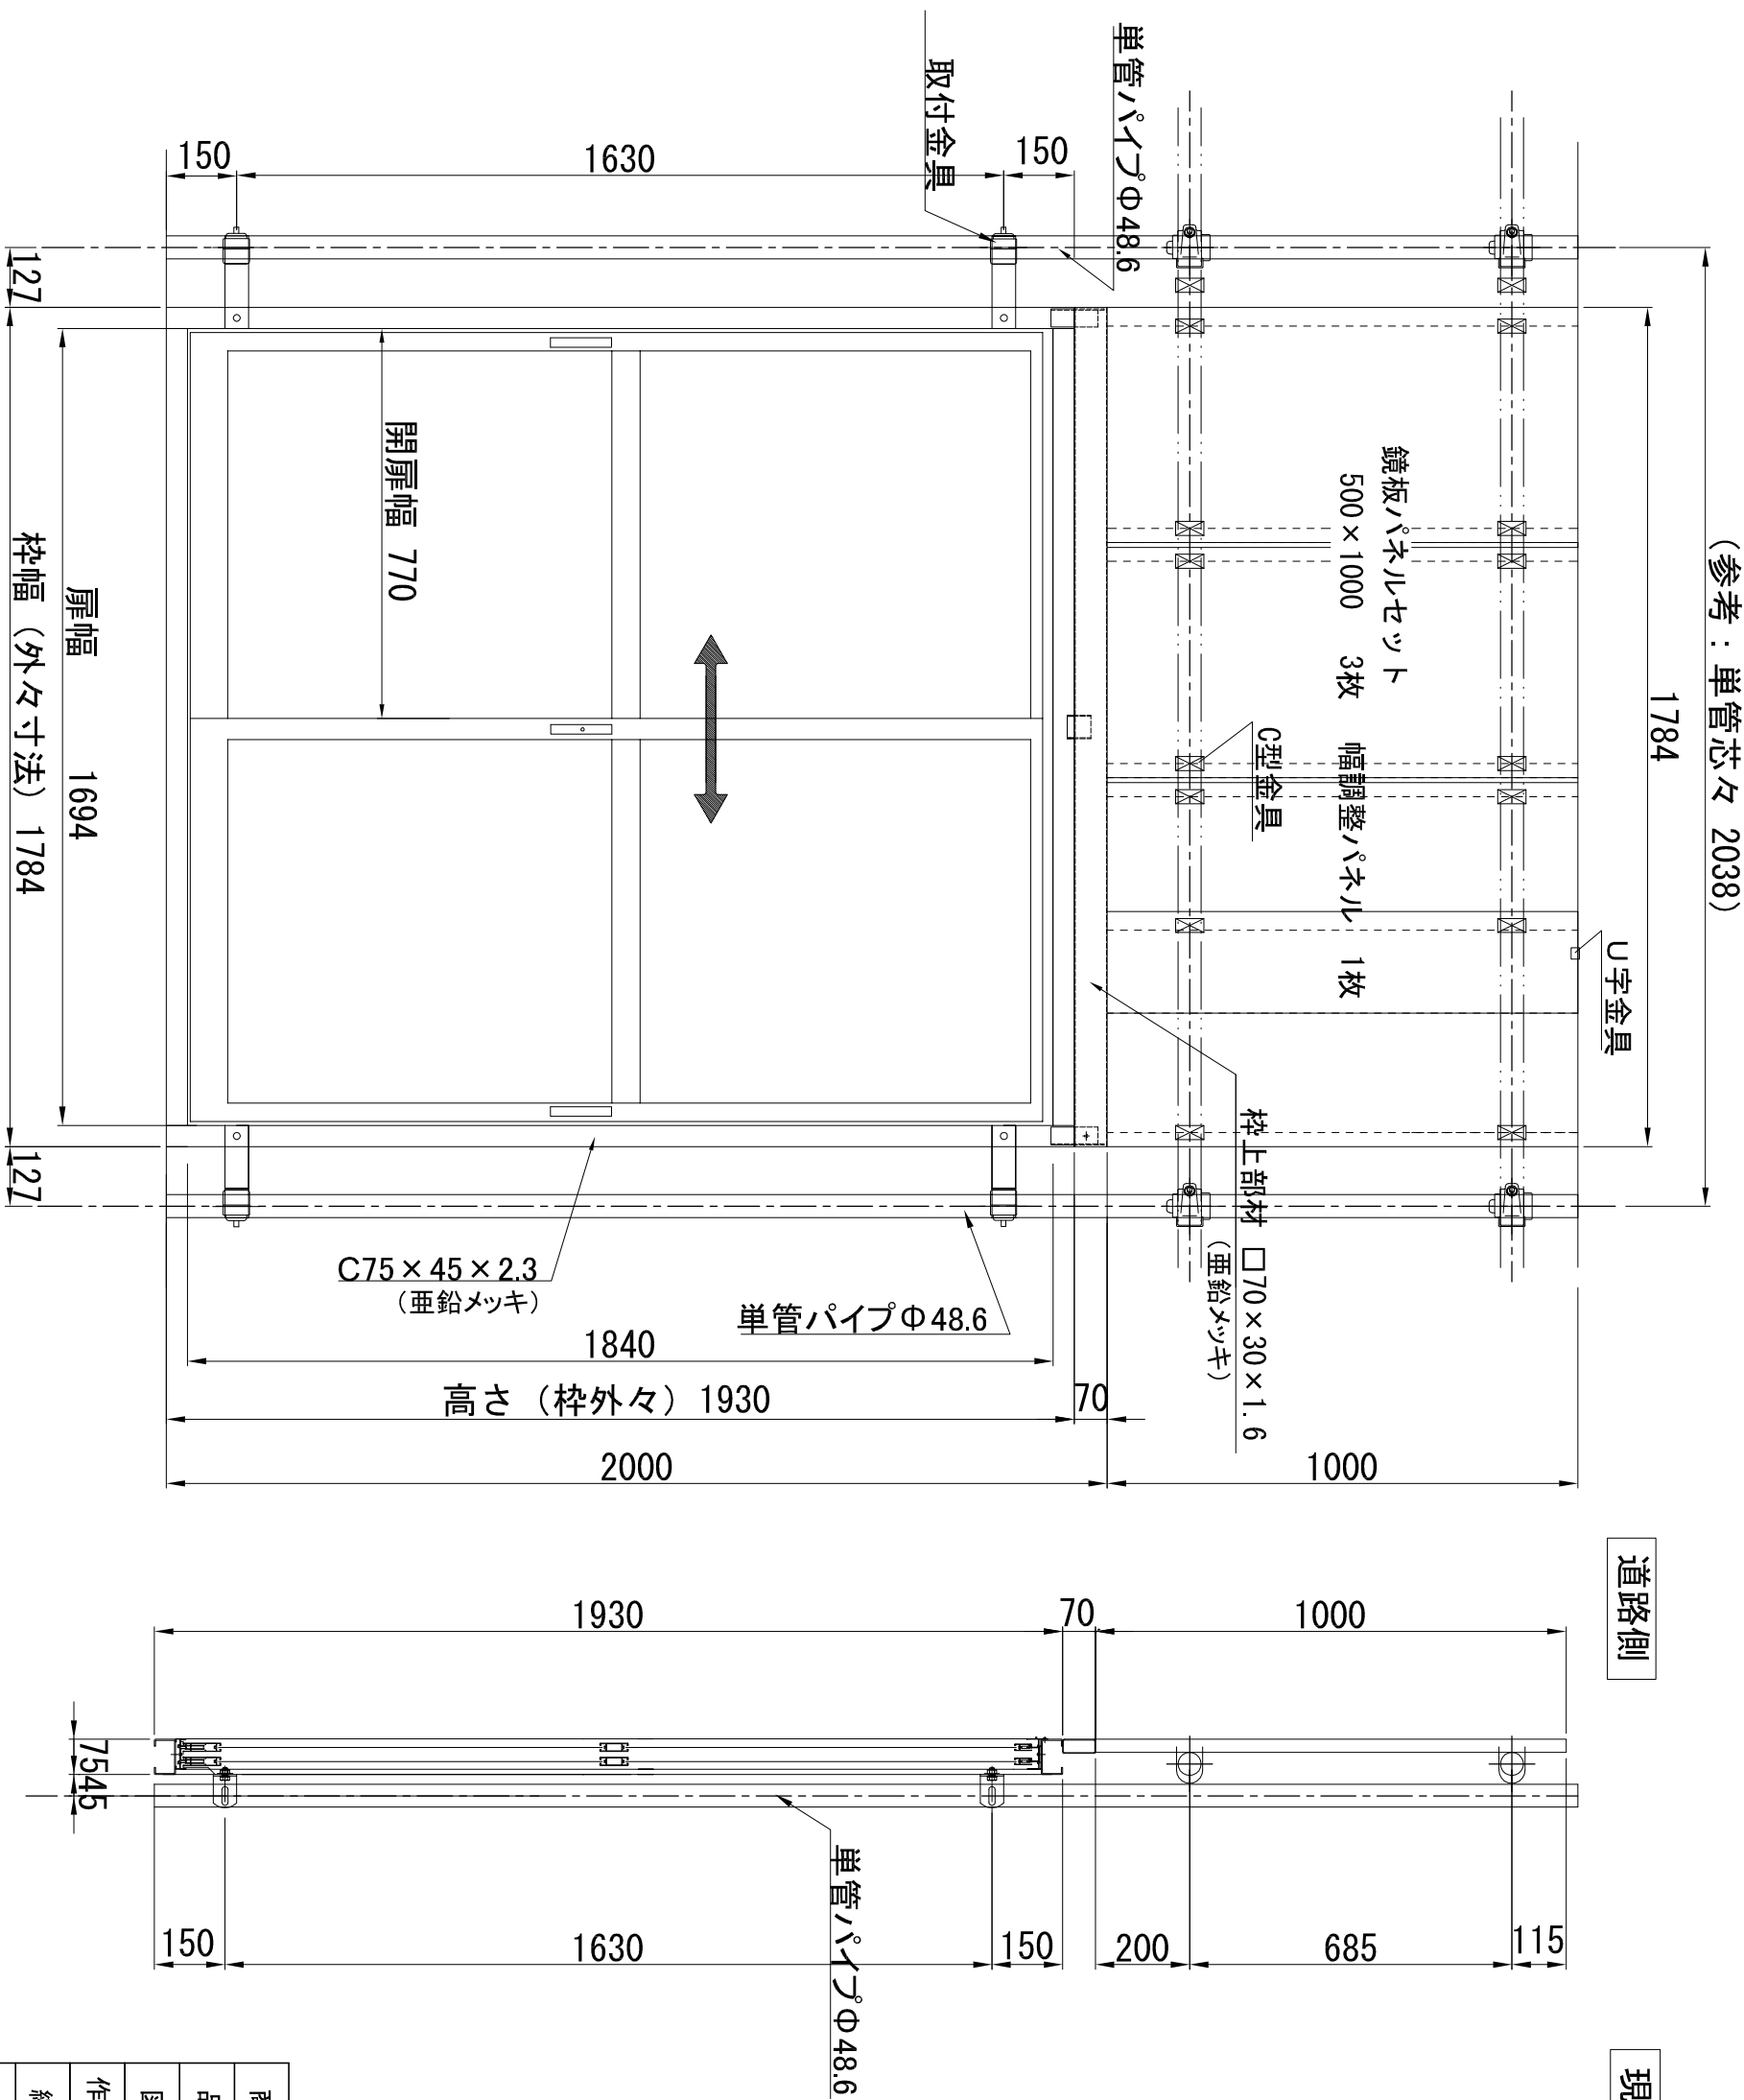 (参考：単管芯々 2038)
1784
U字金具
鏡板パネルセット
500×1000 3枚 幅調整パネル 1枚
C型金具
枠上部材 □70×30×1.6
(亜鉛メッキ)
単管パイプΦ48.6
取付金具
150
1630
150
開扉幅 770
扉幅 1694
枠幅 (外々寸法) 1784
127
127
C75×45×2.3
(亜鉛メッキ)
単管パイプΦ48.6
1840
高さ (枠外々) 1930
70
2000
1000
道路側
1930
70
1000
75
45
単管パイプΦ48.6
150
1630
150
200
685
115
現
図
作